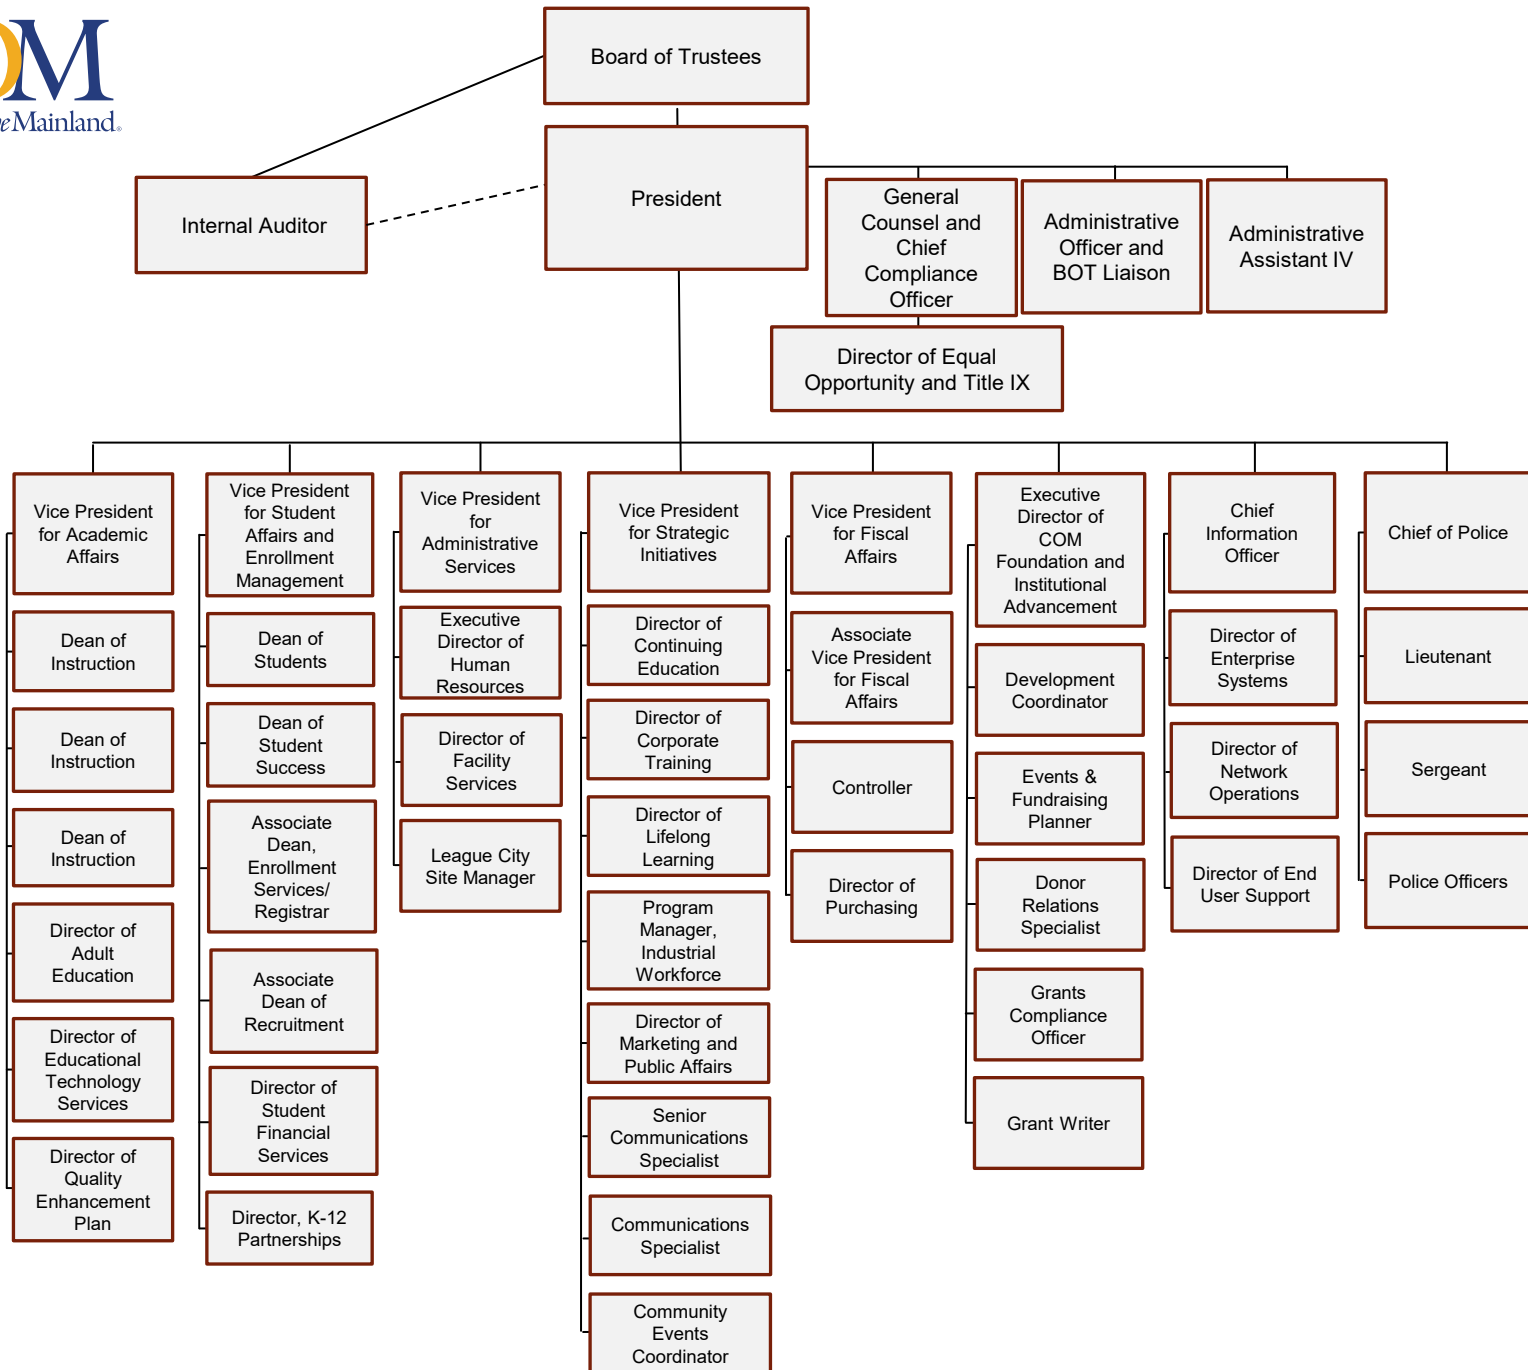 OM
Mainland®
Board of Trustees
President
Internal Auditor
General
Counsel and
Chief
Compliance
Officer
Administrative
Officer and
BOT Liaison
Administrative
Assistant IV
Director of Equal
Opportunity and Title IX
Vice President
for Academic
Affairs
Dean of
Instruction
Dean of
Instruction
Dean of
Instruction
Director of
Adult
Education
Director of
Educational
Technology
Services
Director of
Quality
Enhancement
Plan
Vice President
for Student
Affairs and
Enrollment
Management
Dean of
Students
Dean of
Student
Success
Associate
Dean,
Enrollment
Services/
Registrar
Associate
Dean of
Recruitment
Director of
Student
Financial
Services
Director, K-12
Partnerships
Vice President
for
Administrative
Services
Executive
Director of
Human
Resources
Director of
Facility
Services
League City
Site Manager
Vice President
for Strategic
Initiatives
Director of
Continuing
Education
Director of
Corporate
Training
Director of
Lifelong
Learning
Program
Manager,
Industrial
Workforce
Director of
Marketing and
Public Affairs
Senior
Communications
Specialist
Communications
Specialist
Community
Events
Coordinator
Vice President
for Fiscal
Affairs
Associate
Vice President
for Fiscal
Affairs
Controller
Director of
Purchasing
Executive
Director of
COM
Foundation and
Institutional
Advancement
Development
Coordinator
Events &
Fundraising
Planner
Donor
Relations
Specialist
Grants
Compliance
Officer
Grant Writer
Chief
Information
Officer
Director of
Enterprise
Systems
Director of
Network
Operations
Director of End
User Support
Chief of Police
Lieutenant
Sergeant
Police Officers